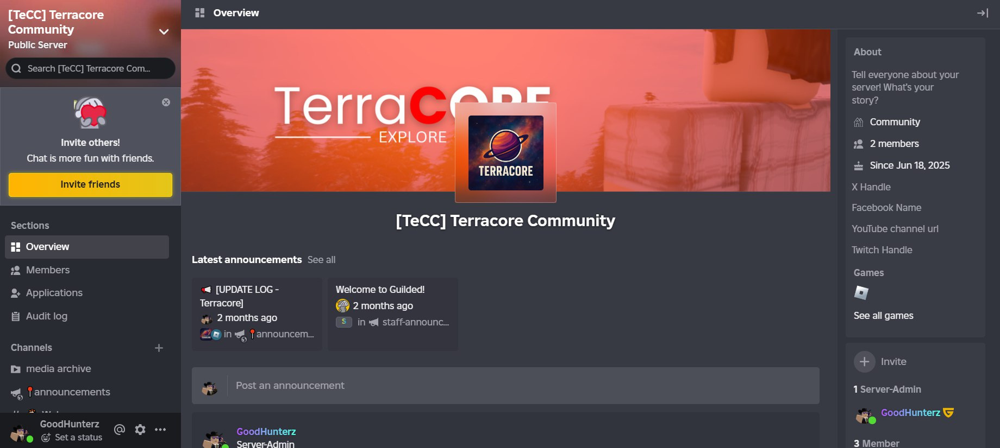 [TeCC] Terracore
Community
Public Server
Search [TeCC] Terracore Com...
Invite others!
Chat is more fun with friends.
Invite friends
Sections
Overview
Members
Applications
Audit log
Channels
media archive
announcements
GoodHunterz
Set a status
Overview
TerraCORE
EXPLORE
TERRACORE
[TeCC] Terracore Community
Latest announcements See all
[UPDATE LOG -
Terracore]
2 months ago
in announcem...
Welcome to Guilded!
2 months ago
S in staff-announc...
Post an announcement
GoodHunterz
Server-Admin
About
Tell everyone about your
server! What's your
story?
Community
2 members
Since Jun 18, 2025
X Handle
Facebook Name
YouTube channel url
Twitch Handle
Games
See all games
Invite
1 Server-Admin
GoodHunterz
3 Member